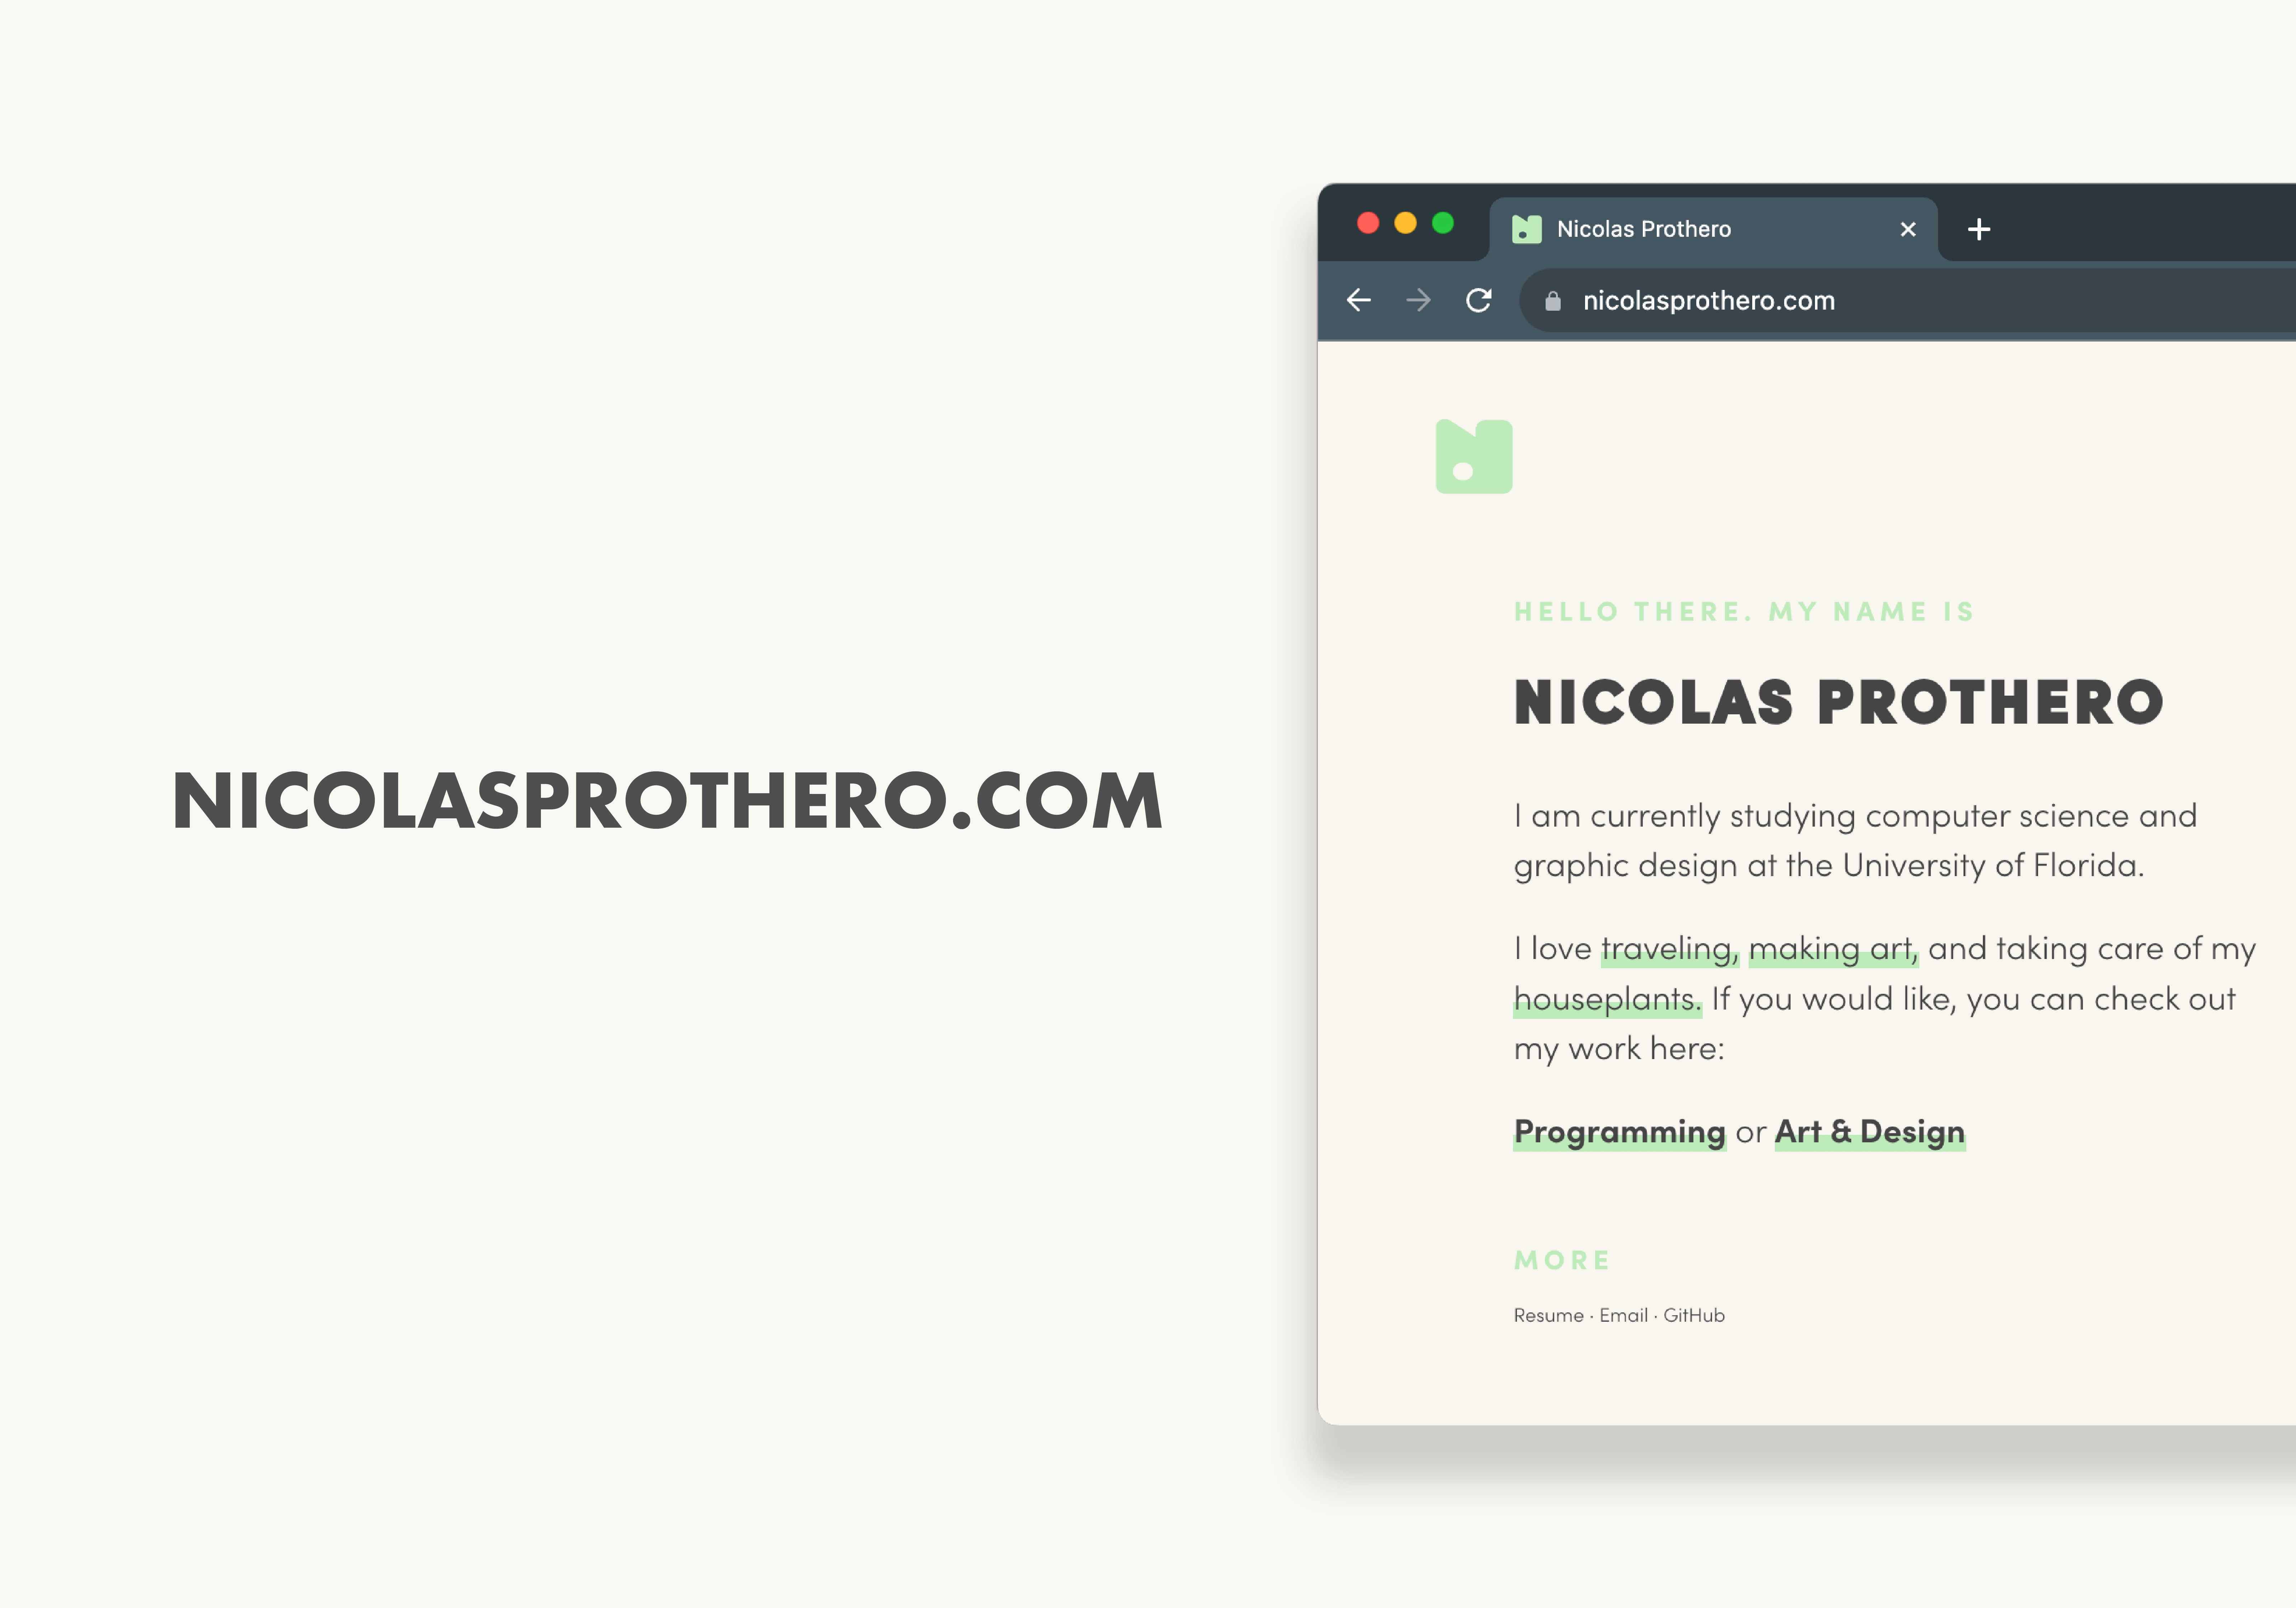 NICOLASPROTHERO.COM
Nicolas Prothero
nicolasprothero.com
HELLO THERE. MY NAME IS
NICOLAS PROTHERO
I am currently studying computer science and
graphic design at the University of Florida.
I love traveling, making art, and taking care of my
houseplants. If you would like, you can check out
my work here:
Programming or Art & Design
MORE
Resume · Email · GitHub